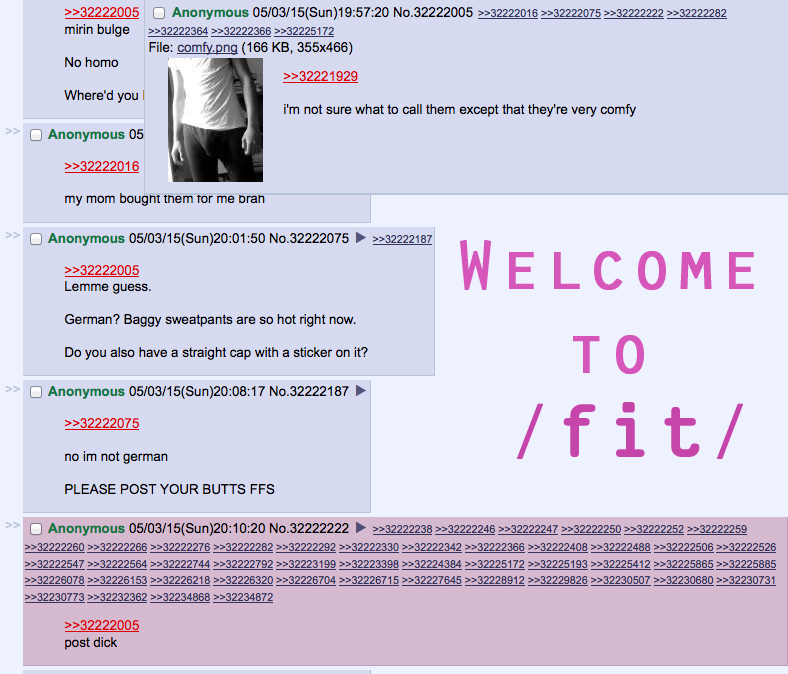 >>32222005
mirin bulge
No homo
Where'd you
Anonymous 05/03/15(Sun)19:57:20 No.32222005 >>32222016 >>32222075 >>32222222 >>32222282
>>32222364 >>32222366 >>32225172
File: comfy.png (166 KB, 355x466)
>>32221929
i'm not sure what to call them except that they're very comfy
>> Anonymous 05
>>32222016
my mom bought them for me brah
>> Anonymous 05/03/15(Sun)20:01:50 No.32222075 ▶ >>32222187
>>32222005
Lemme guess.
German? Baggy sweatpants are so hot right now.
Do you also have a straight cap with a sticker on it?
WELCOME
TO
/fit/
>> Anonymous 05/03/15(Sun)20:08:17 No.32222187 ▶
>>32222075
no im not german
PLEASE POST YOUR BUTTS FFS
>> Anonymous 05/03/15(Sun)20:10:20 No.32222222 ▶ >>32222238 >>32222246 >>32222247 >>32222250 >>32222252 >>32222259
>>32222260 >>32222266 >>32222276 >>32222282 >>32222292 >>32222330 >>32222342 >>32222366 >>32222408 >>32222488 >>32222506 >>32222526
>>32222547 >>32222564 >>32222744 >>32222792 >>32223199 >>32223398 >>32224384 >>32225172 >>32225193 >>32225412 >>32225865 >>32225885
>>32226078 >>32226153 >>32226218 >>32226320 >>32226704 >>32226715 >>32227645 >>32228912 >>32229826 >>32230507 >>32230680 >>32230731
>>32230773 >>32232362 >>32234868 >>32234872
>>32222005
post dick